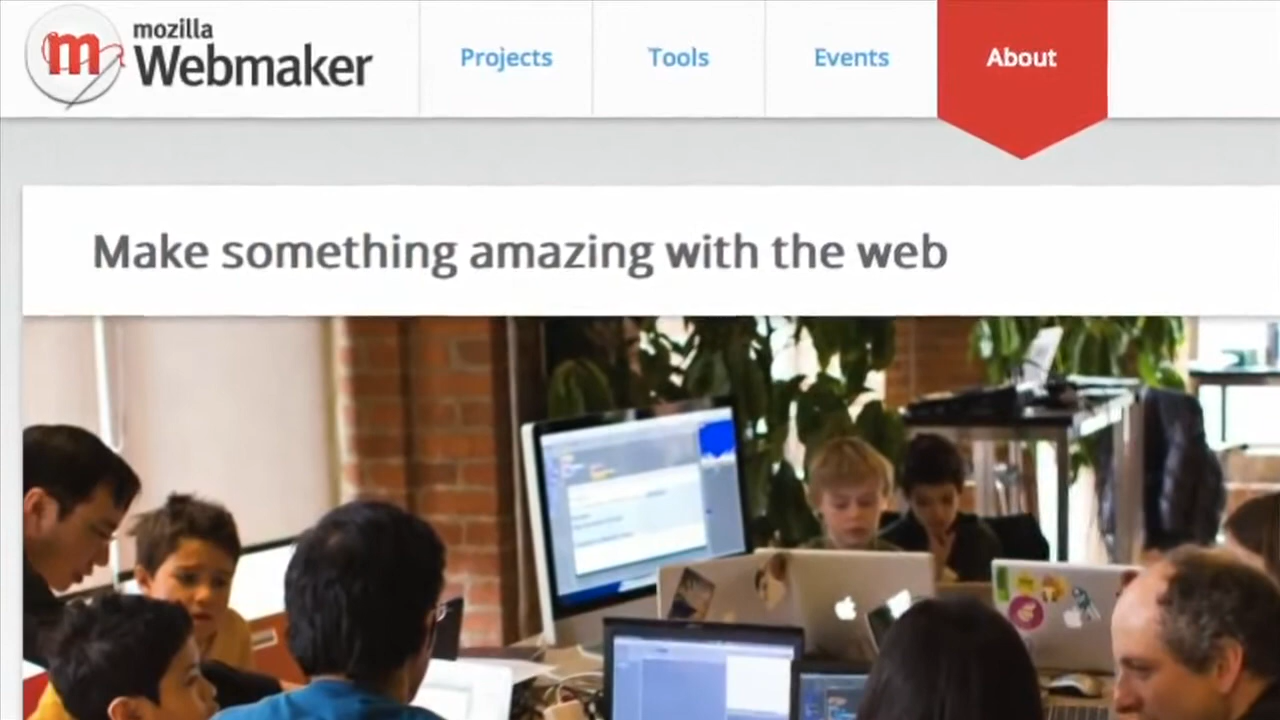 mozilla
Webmaker
Projects
Tools
Events
About
Make something amazing with the web